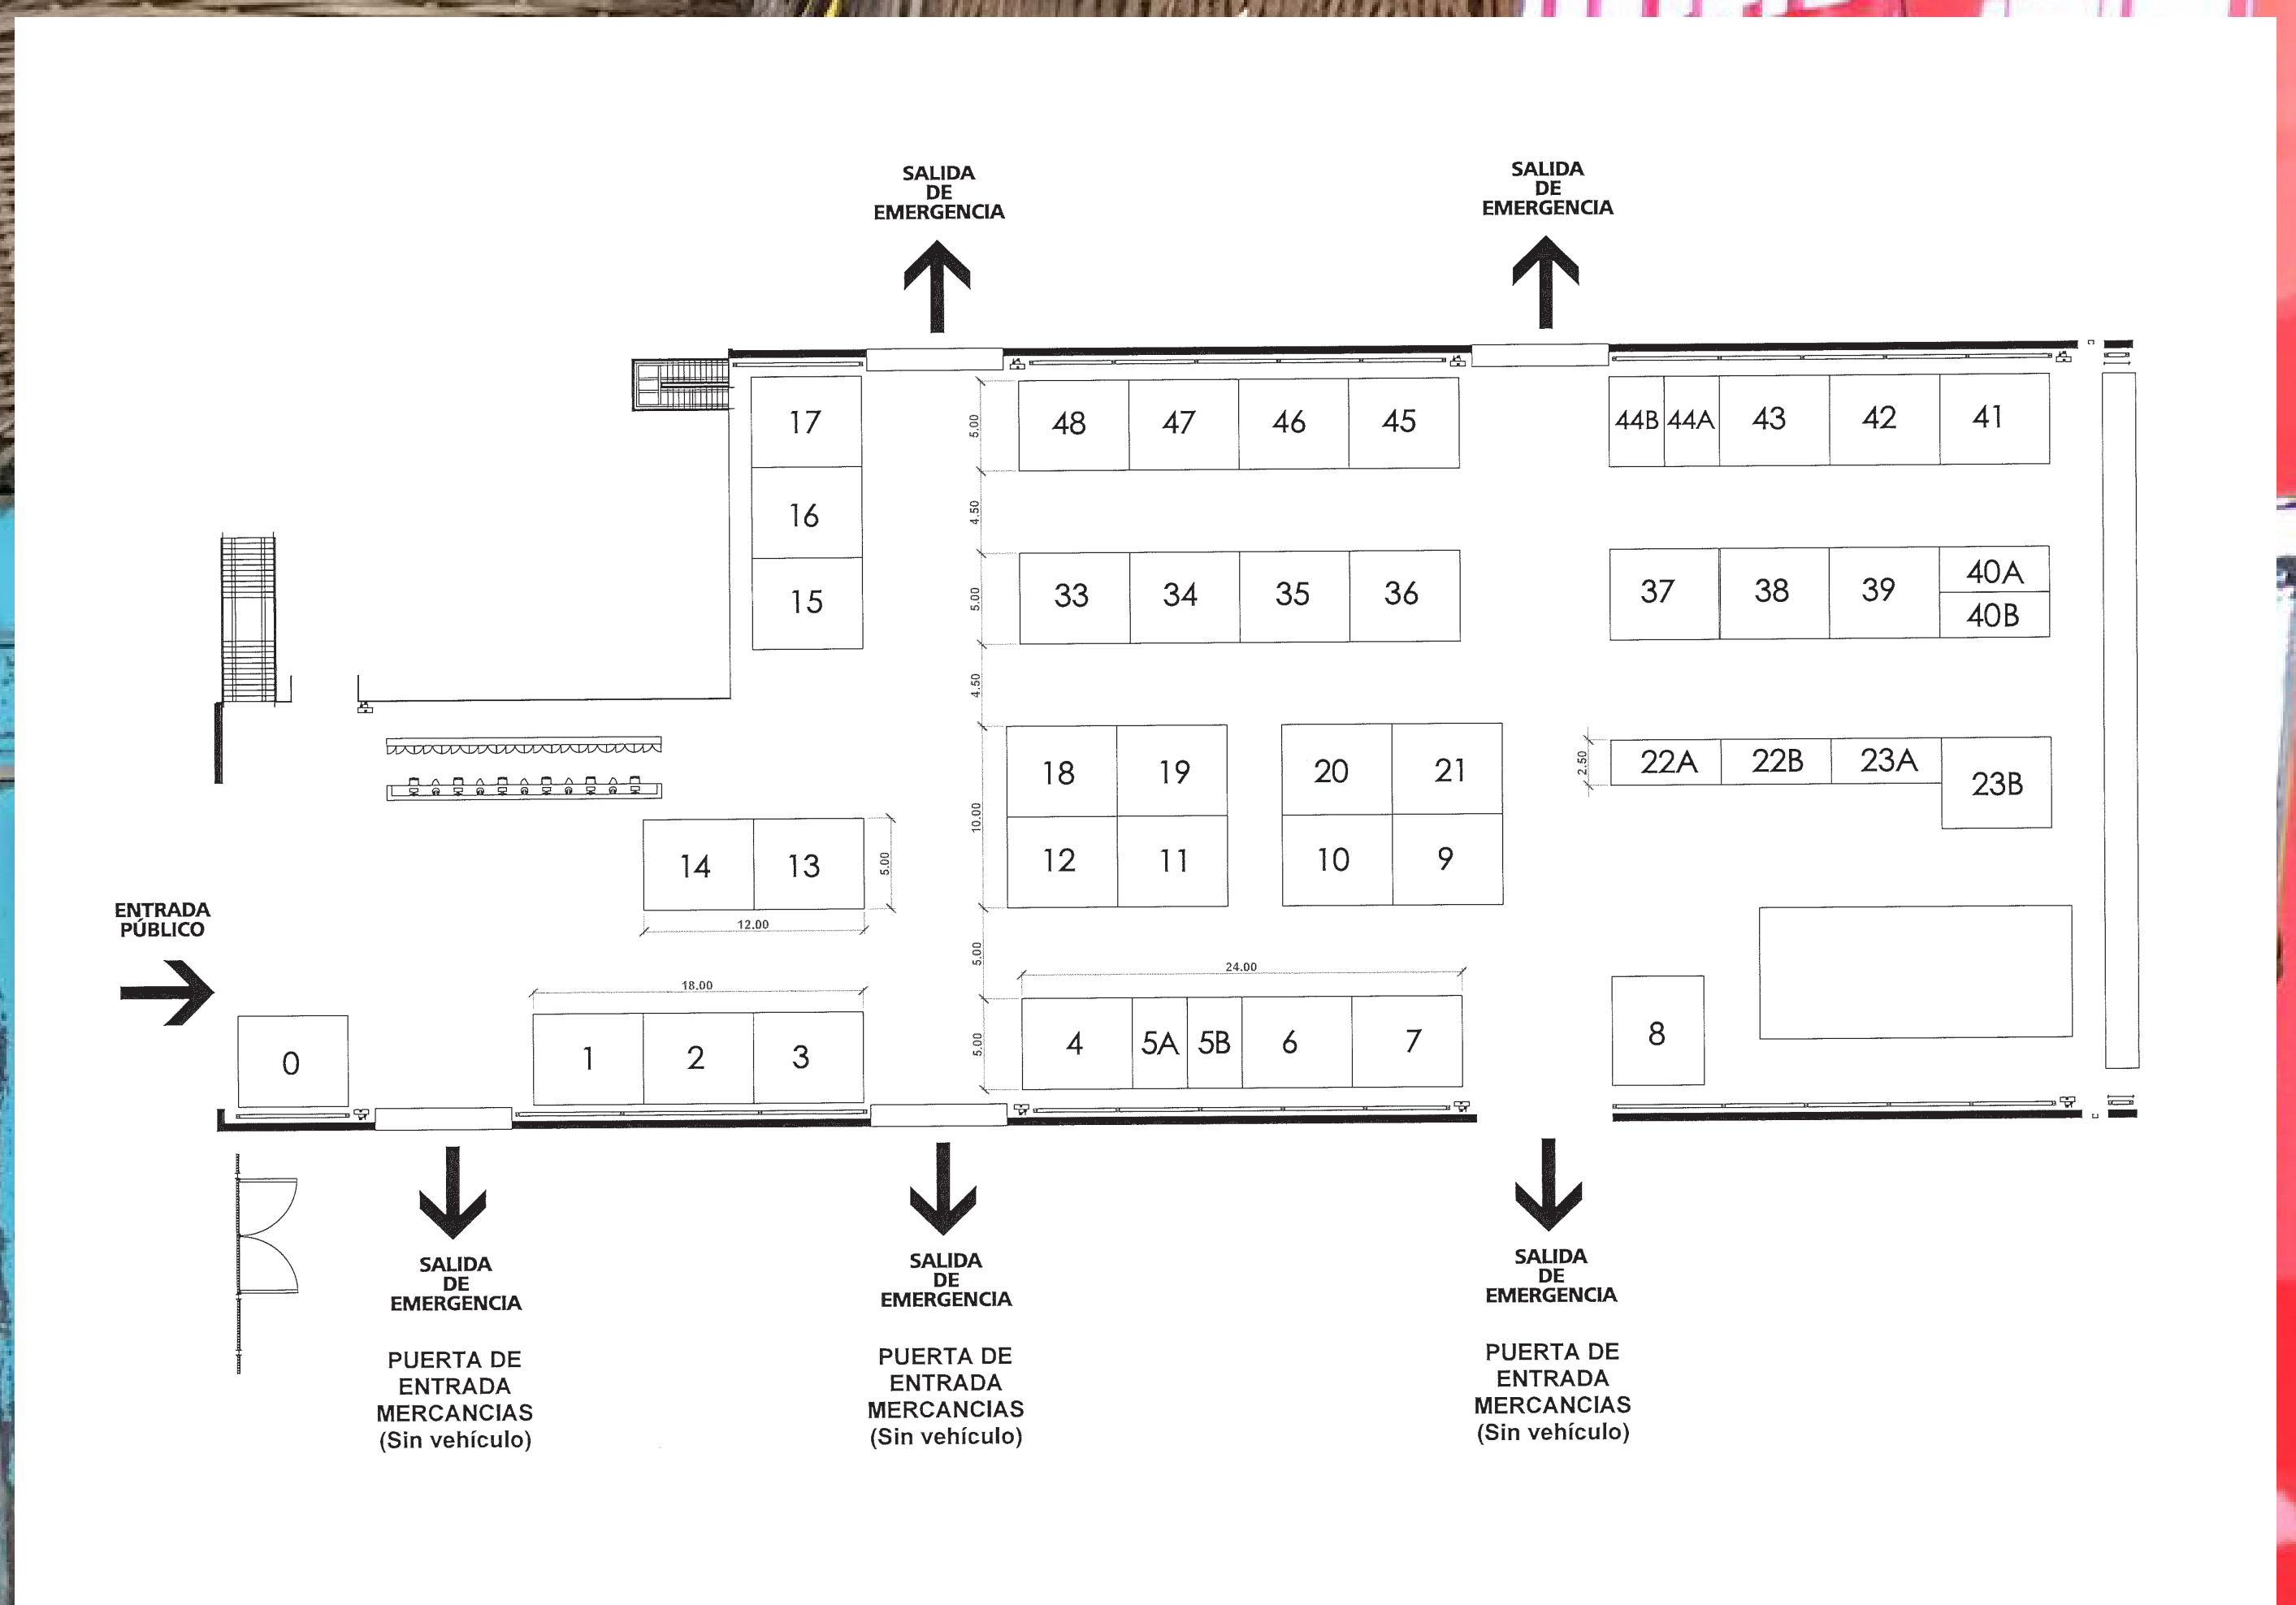 SALIDA
DE
EMERGENCIA
SALIDA
DE
EMERGENCIA
17
16
15
5.00
4.50
5.00
4.50
10.00
5.00
5.00
48
47
46
45
44B
44A
43
42
41
33
34
35
36
37
38
39
40A
40B
18
19
20
21
2.50
22A
22B
23A
23B
14
13
5.00
12.00
12
11
10
9
ENTRADA
PÚBLICO
18.00
24.00
0
1
2
3
4
5A
5B
6
7
8
SALIDA
DE
EMERGENCIA
PUERTA DE
ENTRADA
MERCANCIAS
(Sin vehículo)
SALIDA
DE
EMERGENCIA
PUERTA DE
ENTRADA
MERCANCIAS
(Sin vehículo)
SALIDA
DE
EMERGENCIA
PUERTA DE
ENTRADA
MERCANCIAS
(Sin vehículo)